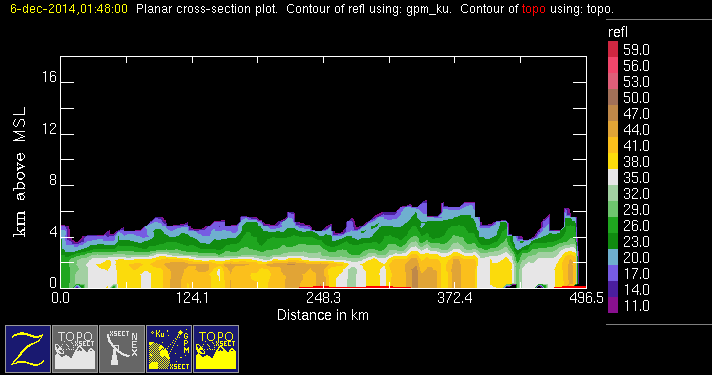 6-dec-2014,01:48:00 Planar cross-section plot. Contour of refl using: gpm_ku. Contour of topo using: topo.
refl
59.0
56.0
53.0
50.0
47.0
44.0
41.0
38.0
35.0
32.0
29.0
26.0
23.0
20.0
17.0
14.0
11.0
km above MSL
16
12
8
4
0
0.0 124.1 248.3 372.4 496.5
Distance in km
Z
TOPO
XSECT
XSECT
Ku
GPM
XSECT
TOPO
XSECT